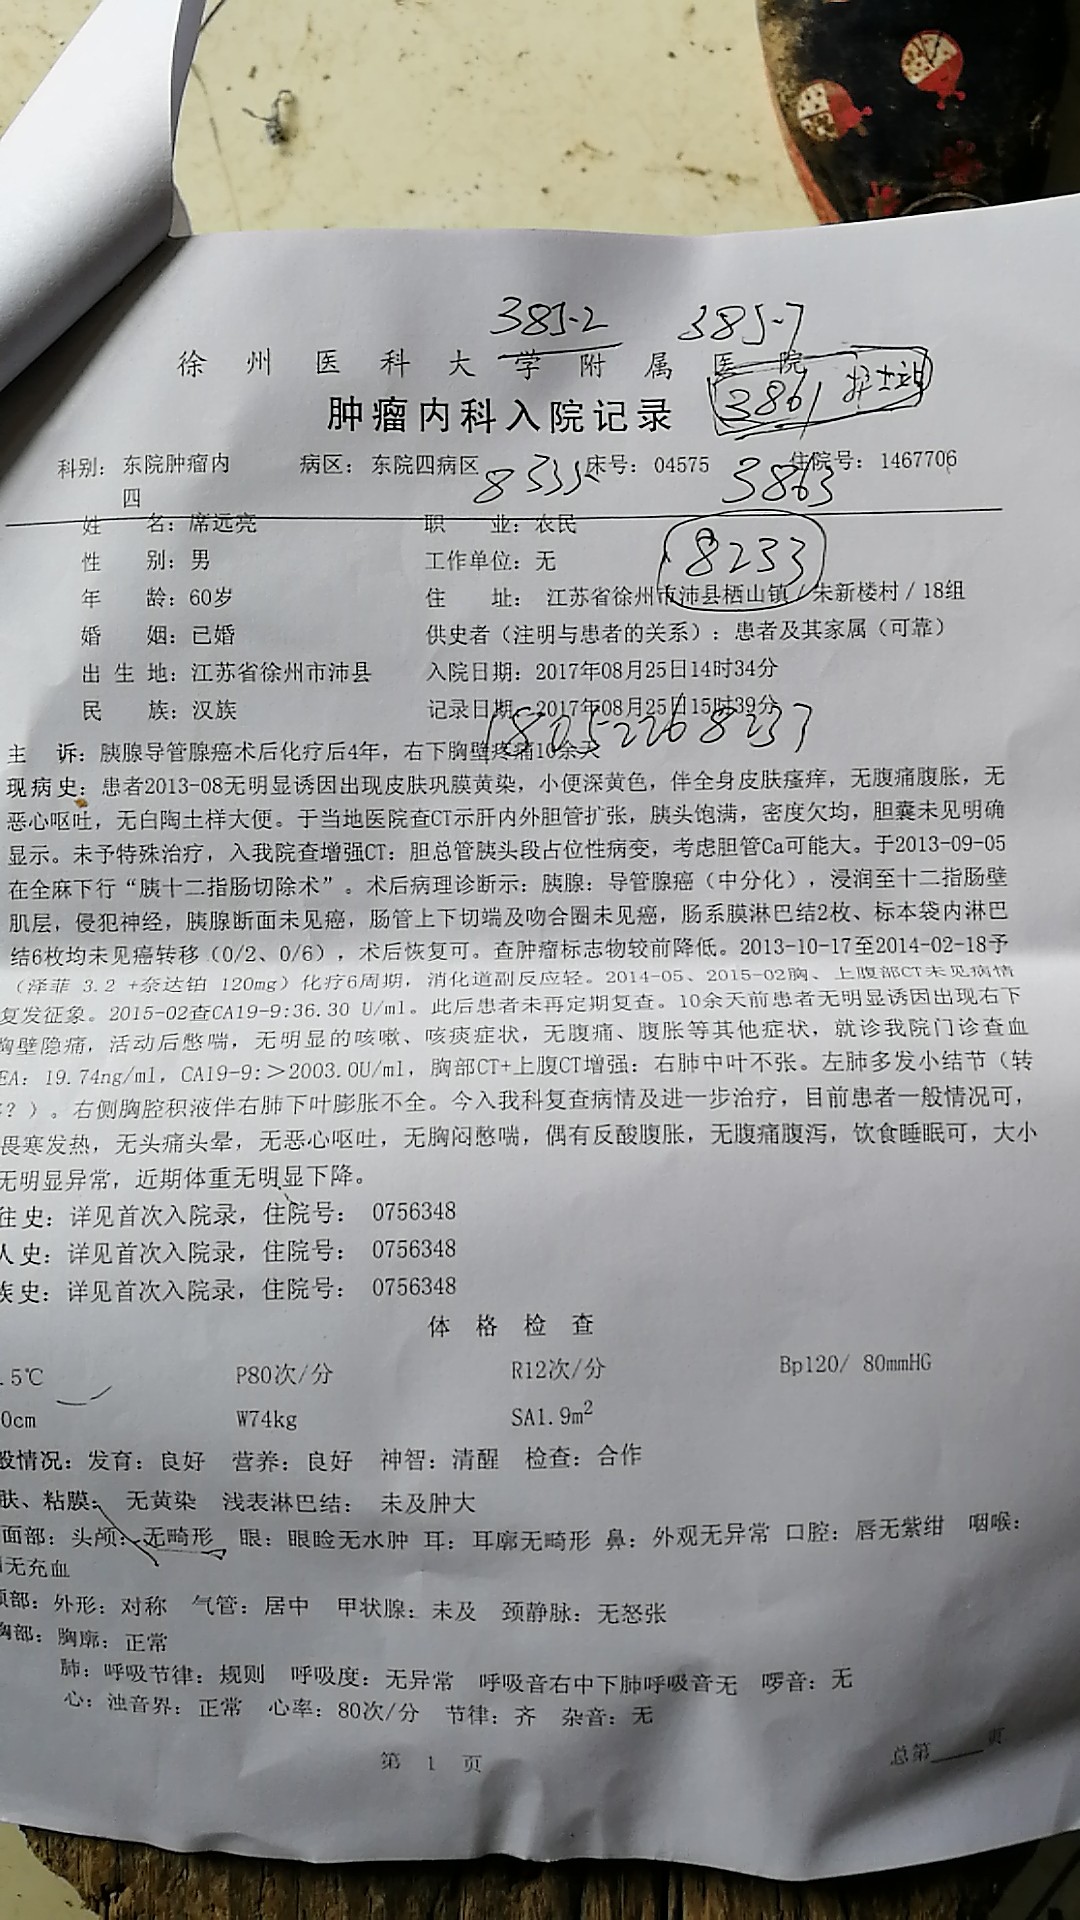 385-2 385-7
徐州医科大学附属医院
3861 护士站
肿瘤内科入院记录
科别：东院肿瘤内四 病区：东院四病区 床号：04575 住院号：1467706
8335 3863
姓 名：席远亮 职 业：农民
8233
性 别：男 工作单位：无
年 龄：60岁 住 址： 江苏省徐州市沛县栖山镇/朱新楼村/18组
婚 姻：已婚 供史者（注明与患者的关系）：患者及其家属（可靠）
出 生 地：江苏省徐州市沛县 入院日期：2017年08月25日14时34分
民 族：汉族 记录日期：2017年08月25日15时39分
18052268237
主 诉：胰腺导管腺癌术后化疗后4年，右下胸壁疼痛10余天
现病史：患者2013-08无明显诱因出现皮肤巩膜黄染，小便深黄色，伴全身皮肤瘙痒，无腹痛腹胀，无
恶心呕吐，无白陶土样大便。于当地医院查CT示肝内外胆管扩张，胰头饱满，密度欠均，胆囊未见明确
显示。未予特殊治疗，入我院查增强CT：胆总管胰头段占位性病变，考虑胆管Ca可能大。于2013-09-05
在全麻下行“胰十二指肠切除术”。术后病理诊断示：胰腺：导管腺癌（中分化），浸润至十二指肠壁
肌层，侵犯神经，胰腺断面未见癌，肠管上下切端及吻合圈未见癌，肠系膜淋巴结2枚、标本袋内淋巴
结6枚均未见癌转移（0/2、0/6），术后恢复可。查肿瘤标志物较前降低。2013-10-17至2014-02-18予
（泽菲 3.2 +奈达铂 120mg）化疗6周期，消化道副反应轻。2014-05、2015-02胸、上腹部CT未见病情
复发征象。2015-02查CA19-9:36.30 U/ml。此后患者未再定期复查。10余天前患者无明显诱因出现右下
胸壁隐痛，活动后憋喘，无明显的咳嗽、咳痰症状，无腹痛、腹胀等其他症状，就诊我院门诊查血
EA：19.74ng/ml，CA19-9:＞2003.0U/ml，胸部CT+上腹CT增强：右肺中叶不张。左肺多发小结节（转
？）。右侧胸腔积液伴右肺下叶膨胀不全。今入我科复查病情及进一步治疗，目前患者一般情况可，
畏寒发热，无头痛头晕，无恶心呕吐，无胸闷憋喘，偶有反酸腹胀，无腹痛腹泻，饮食睡眠可，大小
无明显异常，近期体重无明显下降。
往史：详见首次入院录，住院号： 0756348
人史：详见首次入院录，住院号： 0756348
族史：详见首次入院录，住院号： 0756348
体 格 检 查
.5℃ P80次/分 R12次/分 Bp120/ 80mmHG
0cm W74kg SA1.9m²
般情况：发育：良好 营养：良好 神智：清醒 检查：合作
肤、粘膜： 无黄染 浅表淋巴结： 未及肿大
面部：头颅：无畸形 眼：眼睑无水肿 耳：耳廓无畸形 鼻：外观无异常 口腔：唇无紫绀 咽喉：
无充血
颈部：外形：对称 气管：居中 甲状腺：未及 颈静脉：无怒张
胸部：胸廓：正常
肺：呼吸节律：规则 呼吸度：无异常 呼吸音右中下肺呼吸音无 啰音：无
心：浊音界：正常 心率：80次/分 节律：齐 杂音：无
第 1 页 总第____页